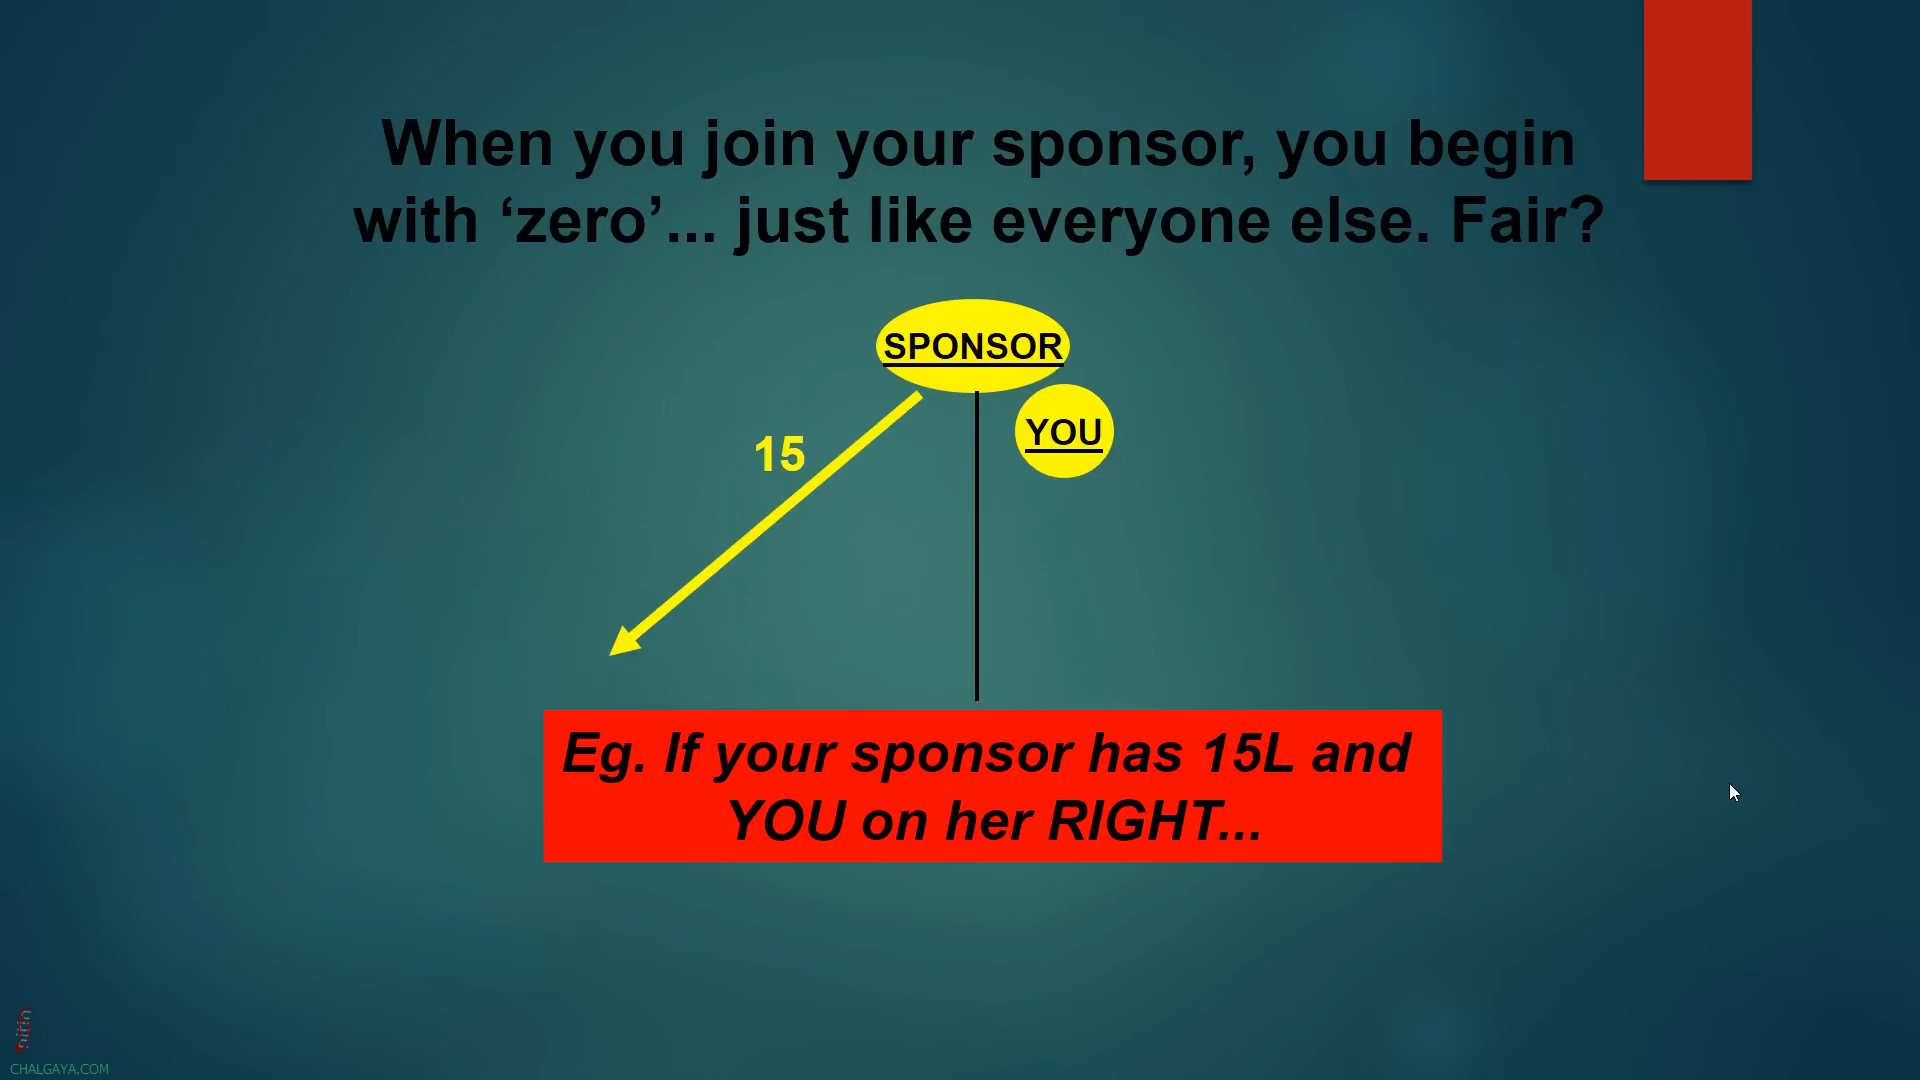 When you join your sponsor, you begin
with ‘zero’... just like everyone else. Fair?
SPONSOR
YOU
15
Eg. If your sponsor has 15L and
YOU on her RIGHT...
CHALGAYA.COM